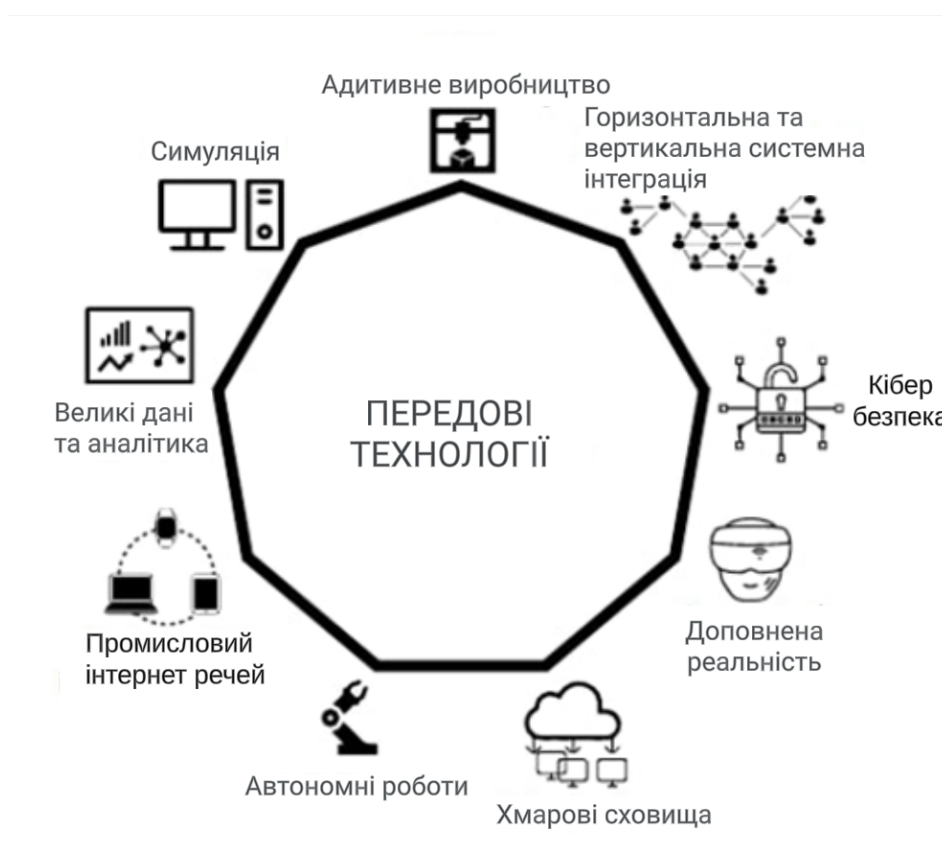 Адитивне виробництво
Горизонтальна та
вертикальна системна
інтеграція
Симуляція
Кібер
безпека
Великі дані
та аналітика
ПЕРЕДОВІ
ТЕХНОЛОГІЇ
Доповнена
реальність
Промисловий
інтернет речей
Автономні роботи
Хмарові сховища